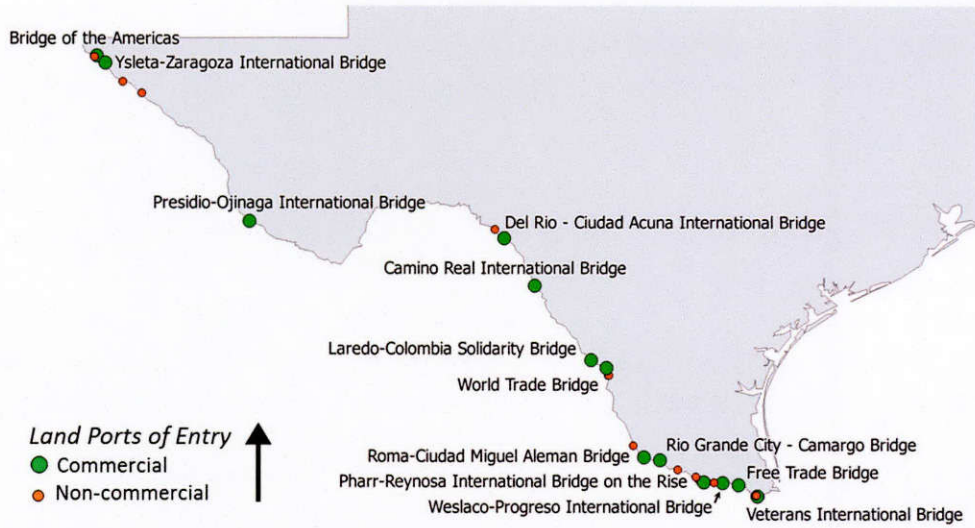 Bridge of the Americas
Ysleta-Zaragoza International Bridge
Presidio-Ojinaga International Bridge
Del Rio - Ciudad Acuna International Bridge
Camino Real International Bridge
Laredo-Colombia Solidarity Bridge
World Trade Bridge
Land Ports of Entry
Commercial
Non-commercial
Rio Grande City - Camargo Bridge
Roma-Ciudad Miguel Aleman Bridge
Free Trade Bridge
Pharr-Reynosa International Bridge on the Rise
Weslaco-Progreso International Bridge
Veterans International Bridge